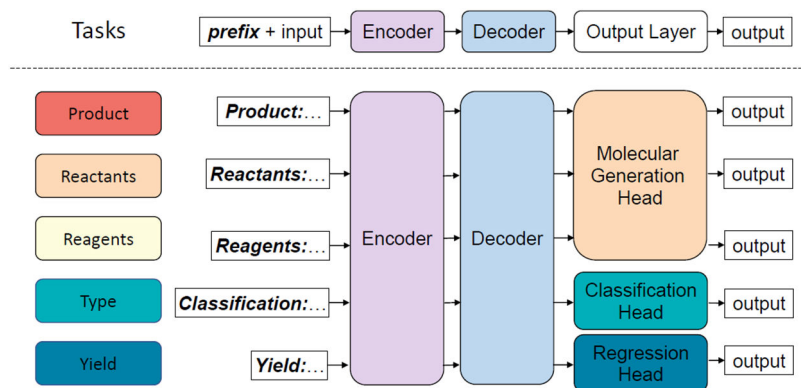 Tasks
prefix + input
Encoder
Decoder
Output Layer
output
Product
Product:...
output
Reactants
Reactants:...
Molecular
Generation
Head
output
Reagents
Reagents:...
Encoder
Decoder
output
Type
Classification:...
Classification
Head
output
Yield
Yield:...
Regression
Head
output